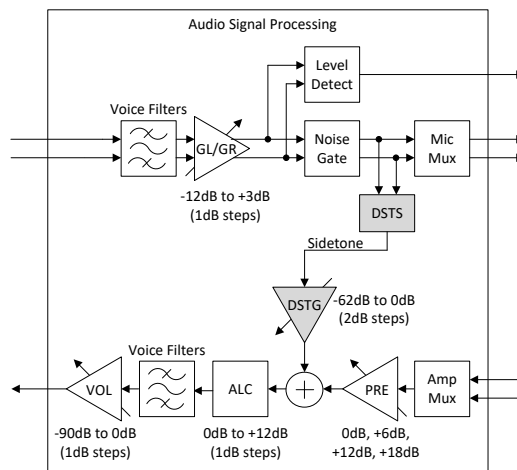 Audio Signal Processing
Level
Detect
Voice Filters
GL/GR
Noise
Gate
Mic
Mux
-12dB to +3dB
(1dB steps)
DSTS
Sidetone
DSTG
-62dB to 0dB
(2dB steps)
Voice Filters
VOL
ALC
PRE
Amp
Mux
-90dB to 0dB
(1dB steps)
0dB to +12dB
(1dB steps)
0dB, +6dB,
+12dB, +18dB